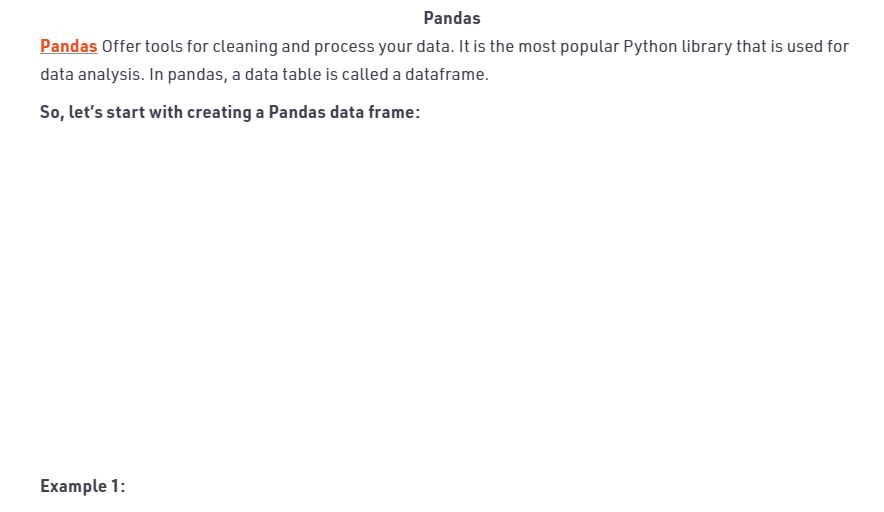 Pandas
Pandas Offer tools for cleaning and process your data. It is the most popular Python library that is used for
data analysis. In pandas, a data table is called a dataframe.
So, let’s start with creating a Pandas data frame:
Example 1: